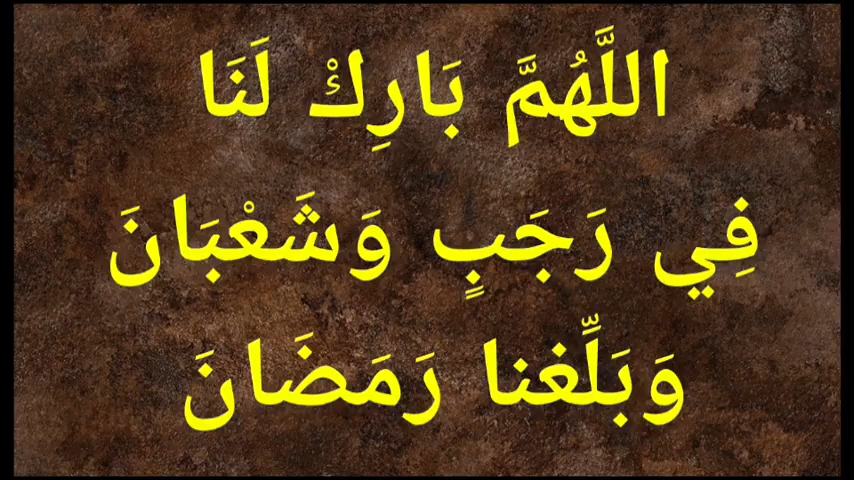 اللَّهُمَّ بَارِكْ لَنَا
فِي رَجَبٍ وَشَعْبَانَ
وَبَلِّغنا رَمَضَانَ